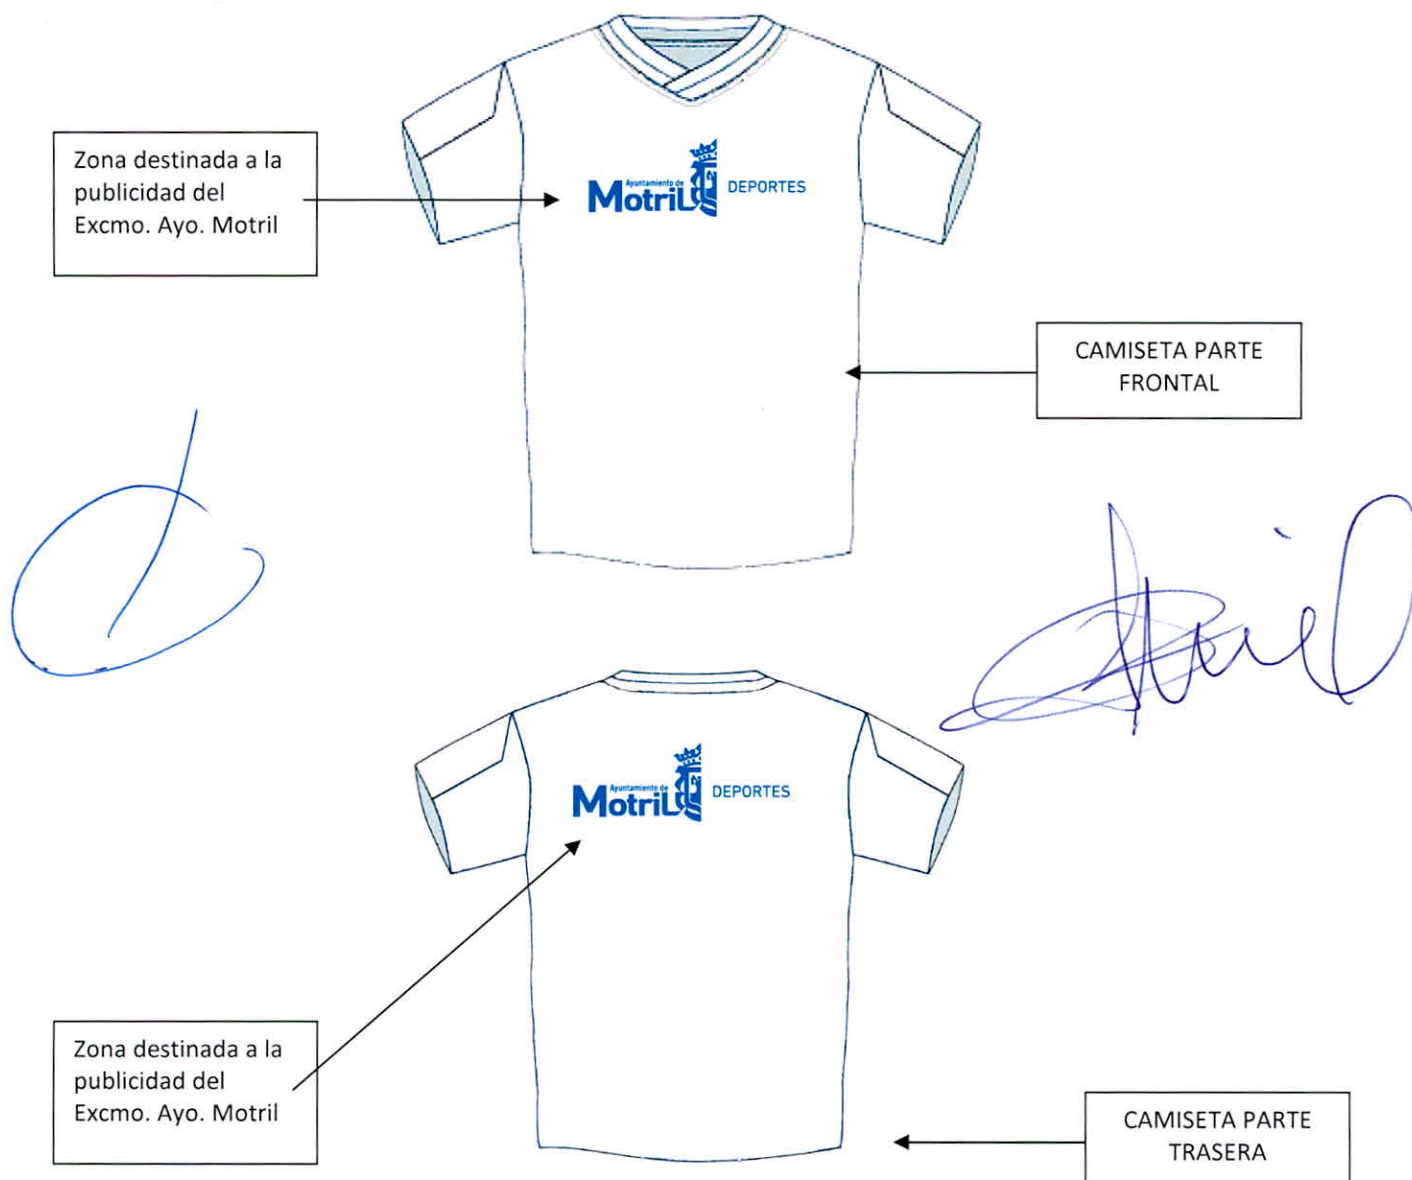 Zona destinada a la
publicidad del
Excmo. Ayo. Motril
Ayuntamiento de
Motril
DEPORTES
CAMISETA PARTE
FRONTAL
Ayuntamiento de
Motril
DEPORTES
Zona destinada a la
publicidad del
Excmo. Ayo. Motril
CAMISETA PARTE
TRASERA